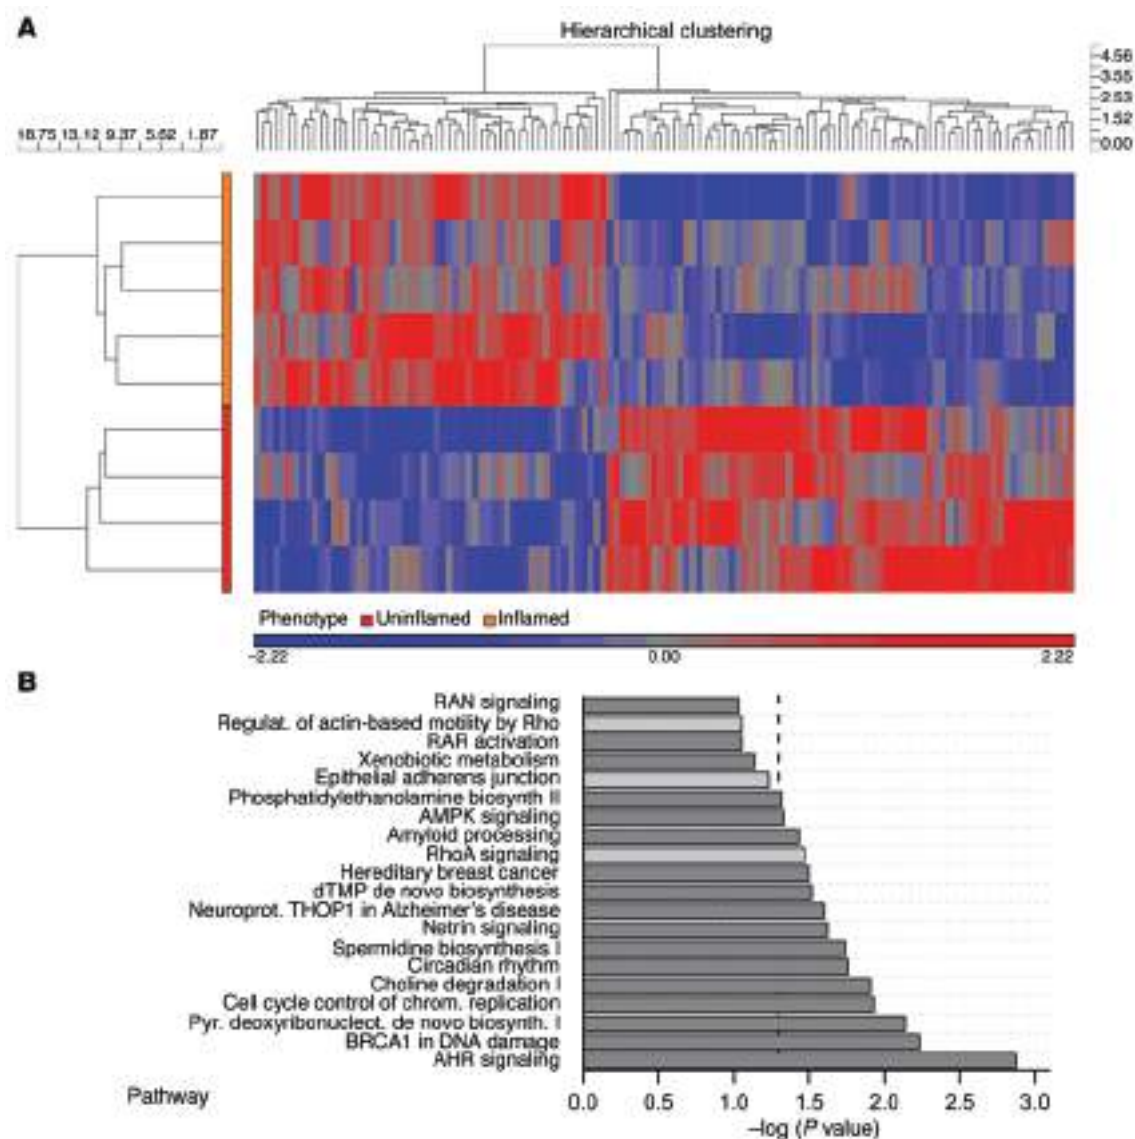 A
Hierarchical clustering
4.56
3.55
2.53
1.52
0.00
18.75 13.12 9.37 5.62 1.87
Phenotype Uninflamed Inflamed
−2.22 0.00 2.22
B
RAN signaling
Regulat. of actin-based motility by Rho
RAR activation
Xenobiotic metabolism
Epithelial adherens junction
Phosphatidylethanolamine biosynth II
AMPK signaling
Amyloid processing
RhoA signaling
Hereditary breast cancer
dTMP de novo biosynthesis
Neuroprot. THOP1 in Alzheimer's disease
Netrin signaling
Spermidine biosynthesis I
Circadian rhythm
Choline degradation I
Cell cycle control of chrom. replication
Pyr. deoxyribonucleot. de novo biosynth. I
BRCA1 in DNA damage
AHR signaling
Pathway
0.0 0.5 1.0 1.5 2.0 2.5 3.0
−log (P value)